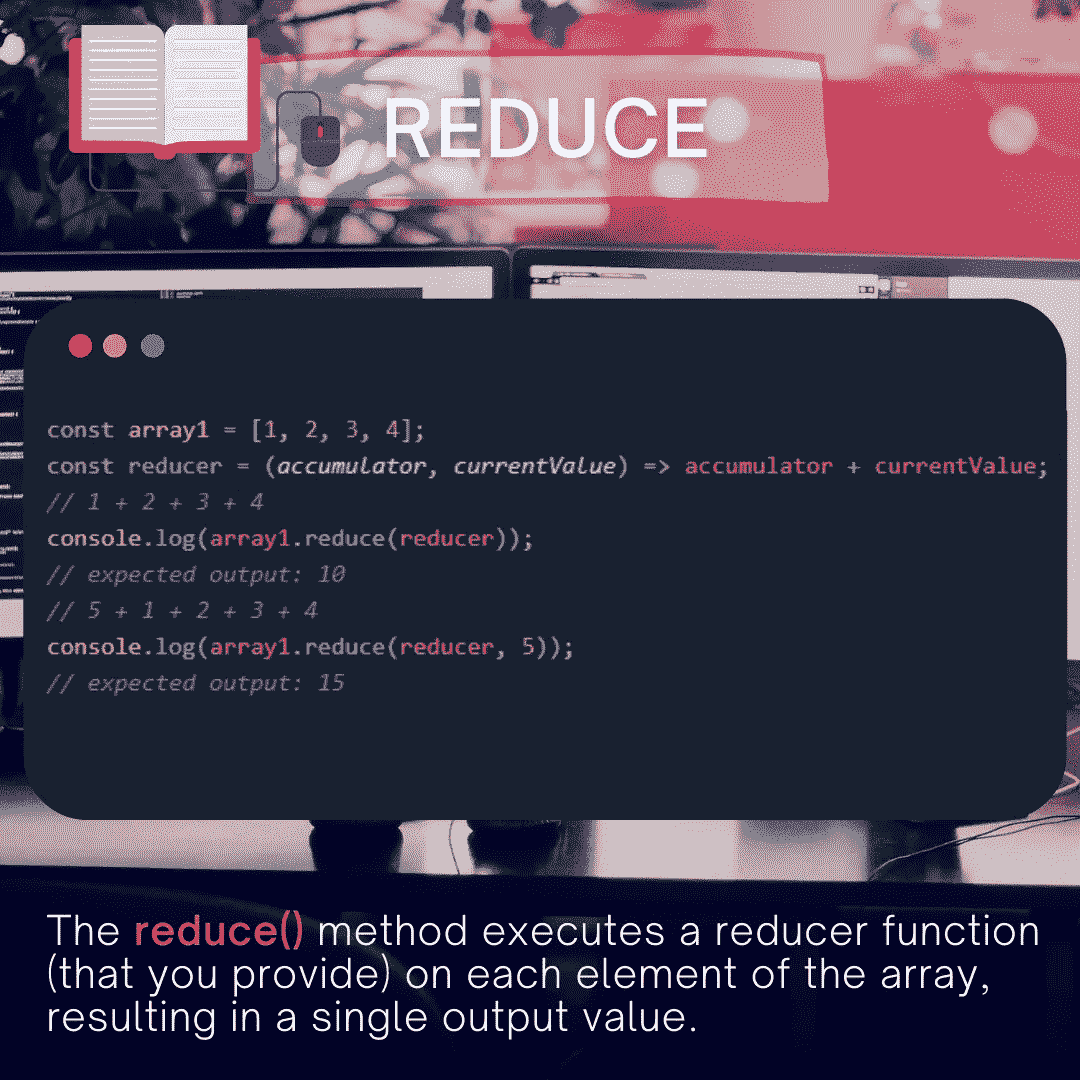 REDUCE
const array1 = [1, 2, 3, 4];
const reducer = (accumulator, currentValue) => accumulator + currentValue;
// 1 + 2 + 3 + 4
console.log(array1.reduce(reducer));
// expected output: 10
// 5 + 1 + 2 + 3 + 4
console.log(array1.reduce(reducer, 5));
// expected output: 15
The reduce() method executes a reducer function
(that you provide) on each element of the array,
resulting in a single output value.